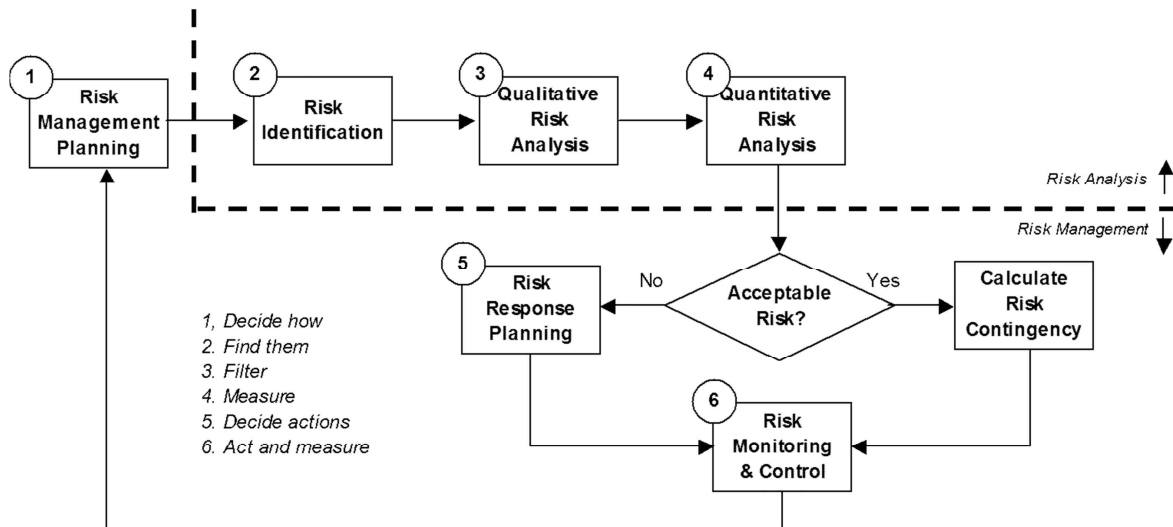 1
Risk
Management
Planning
2
Risk
Identification
3
Qualitative
Risk
Analysis
4
Quantitative
Risk
Analysis
Risk Analysis
Risk Management
5
Risk
Response
Planning
No
Acceptable
Risk?
Yes
Calculate
Risk
Contingency
1, Decide how
2. Find them
3. Filter
4. Measure
5. Decide actions
6. Act and measure
6
Risk
Monitoring
& Control